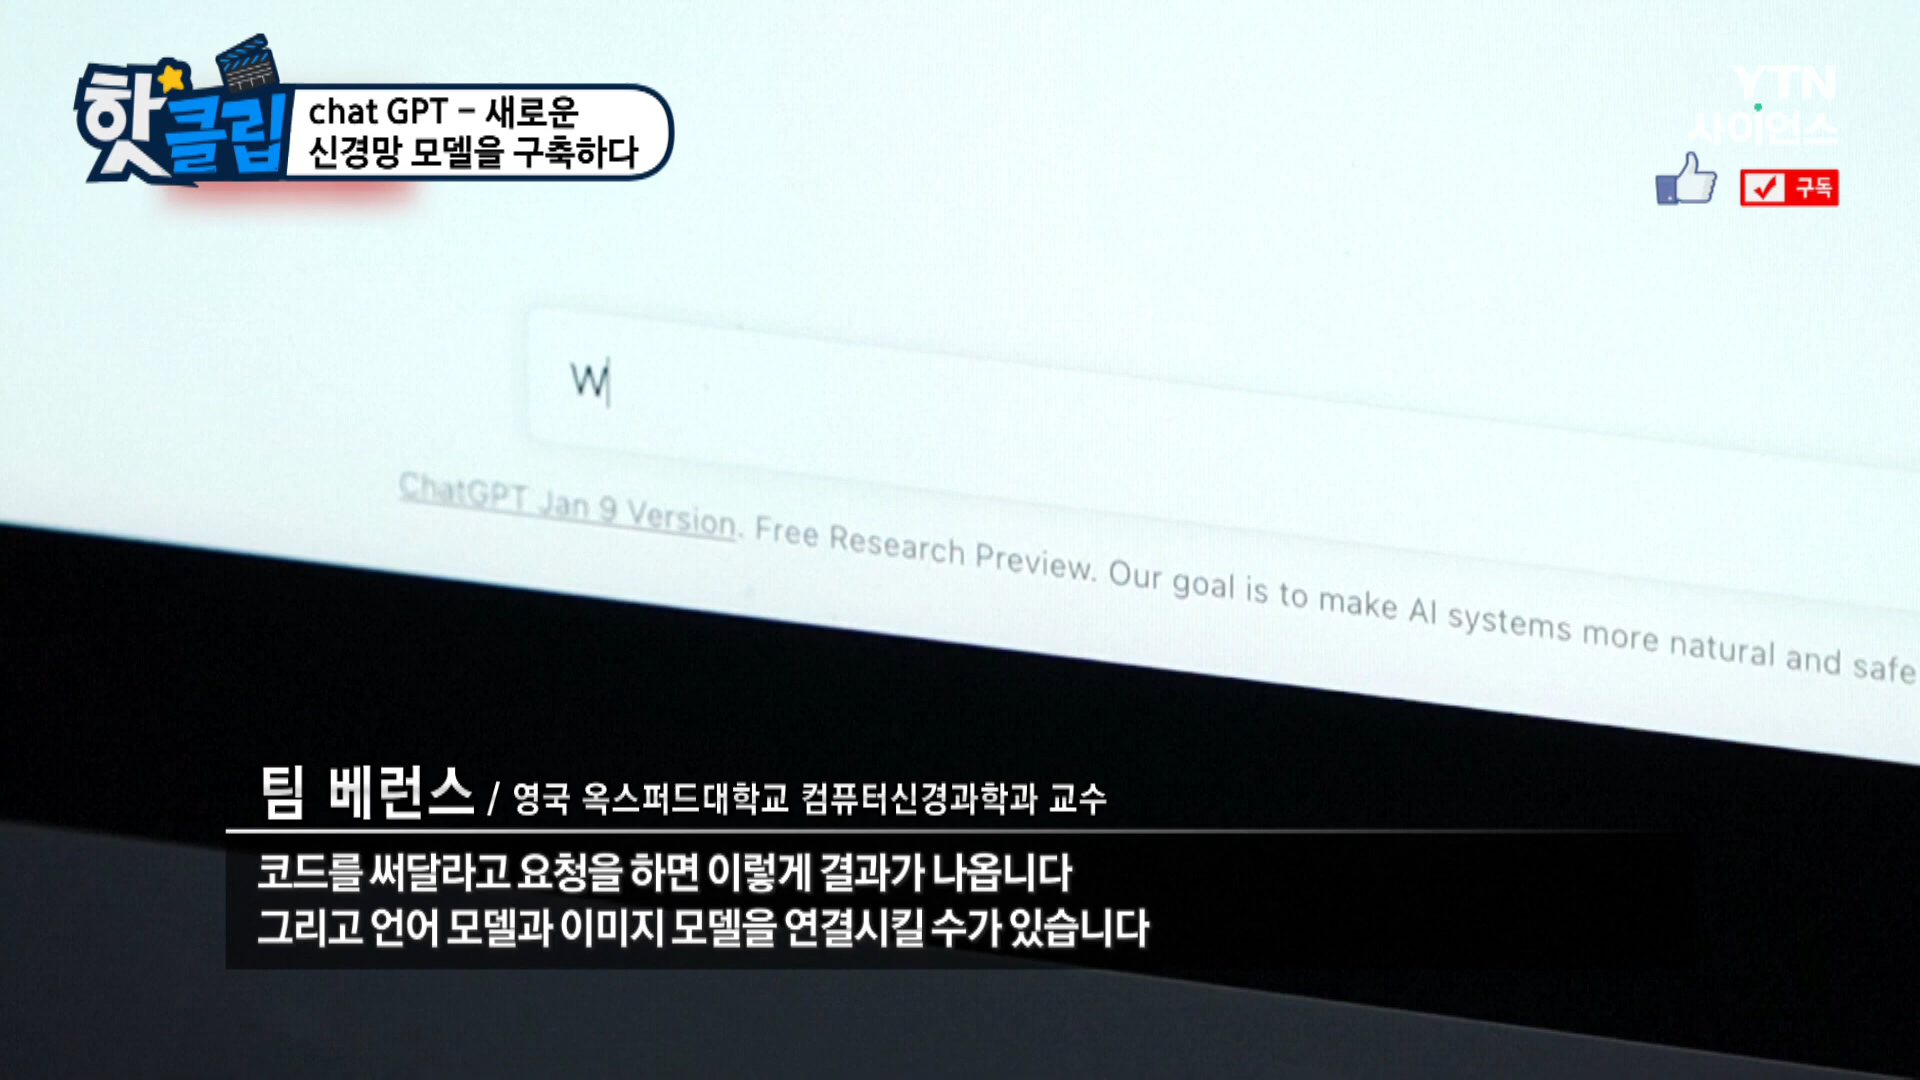 핫클립
chat GPT - 새로운
신경망 모델을 구축하다
YTN
사이언스
구독
W
ChatGPT Jan 9 Version. Free Research Preview. Our goal is to make AI systems more natural and safe
팀 베런스 / 영국 옥스퍼드대학교 컴퓨터신경과학과 교수
코드를 써달라고 요청을 하면 이렇게 결과가 나옵니다
그리고 언어 모델과 이미지 모델을 연결시킬 수가 있습니다